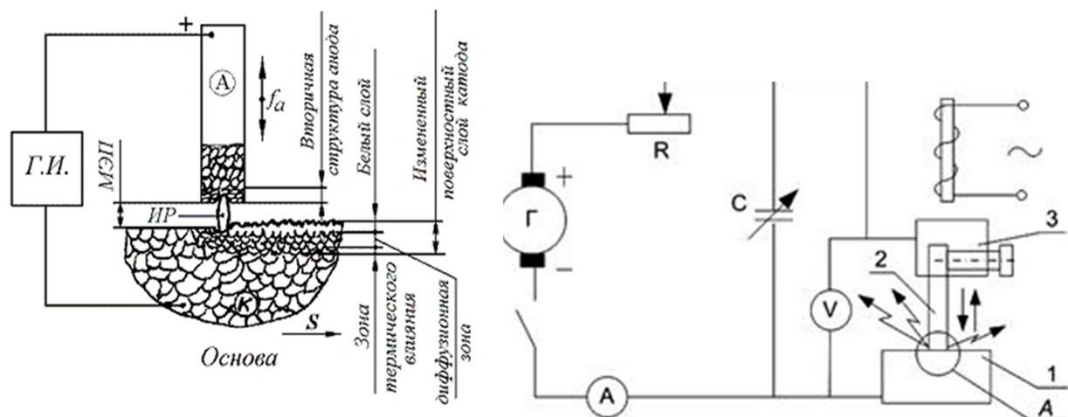 +
А
fa
Г.И.
МЭП
ИР
К
S
Основа
Вторичная
структура анода
Белый слой
Измененный
поверхностный
слой катода
Зона
термического
влияния
диффузионная
зона
R
+
Г
−
C
V
A
3
2
1
A